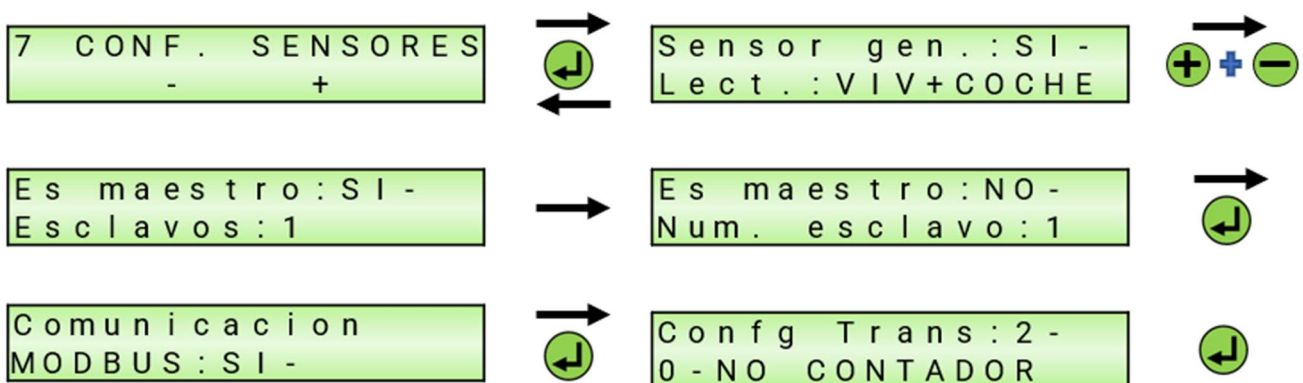 7 CONF. SENSORES
- +
Sensor gen.:SI-
Lect.:VIV+COCHE
Es maestro:SI-
Esclavos:1
Es maestro:NO-
Num. esclavo:1
Comunicacion
MODBUS:SI-
Confg Trans:2-
0-NO CONTADOR